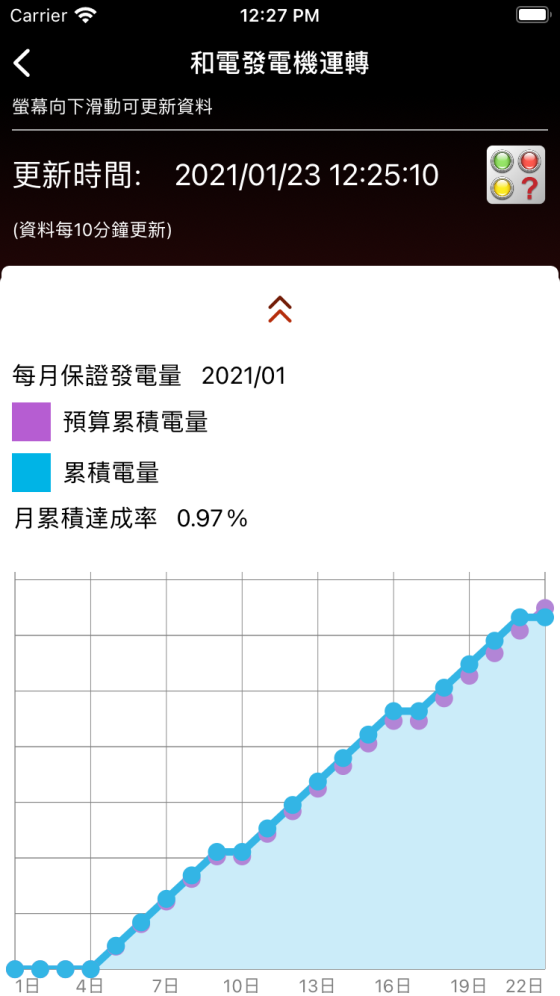 Carrier 12:27 PM
和電發電機運轉
螢幕向下滑動可更新資料
更新時間: 2021/01/23 12:25:10
?
(資料每10分鐘更新)
每月保證發電量 2021/01
預算累積電量
累積電量
月累積達成率 0.97%
1日 4日 7日 10日 13日 16日 19日 22日